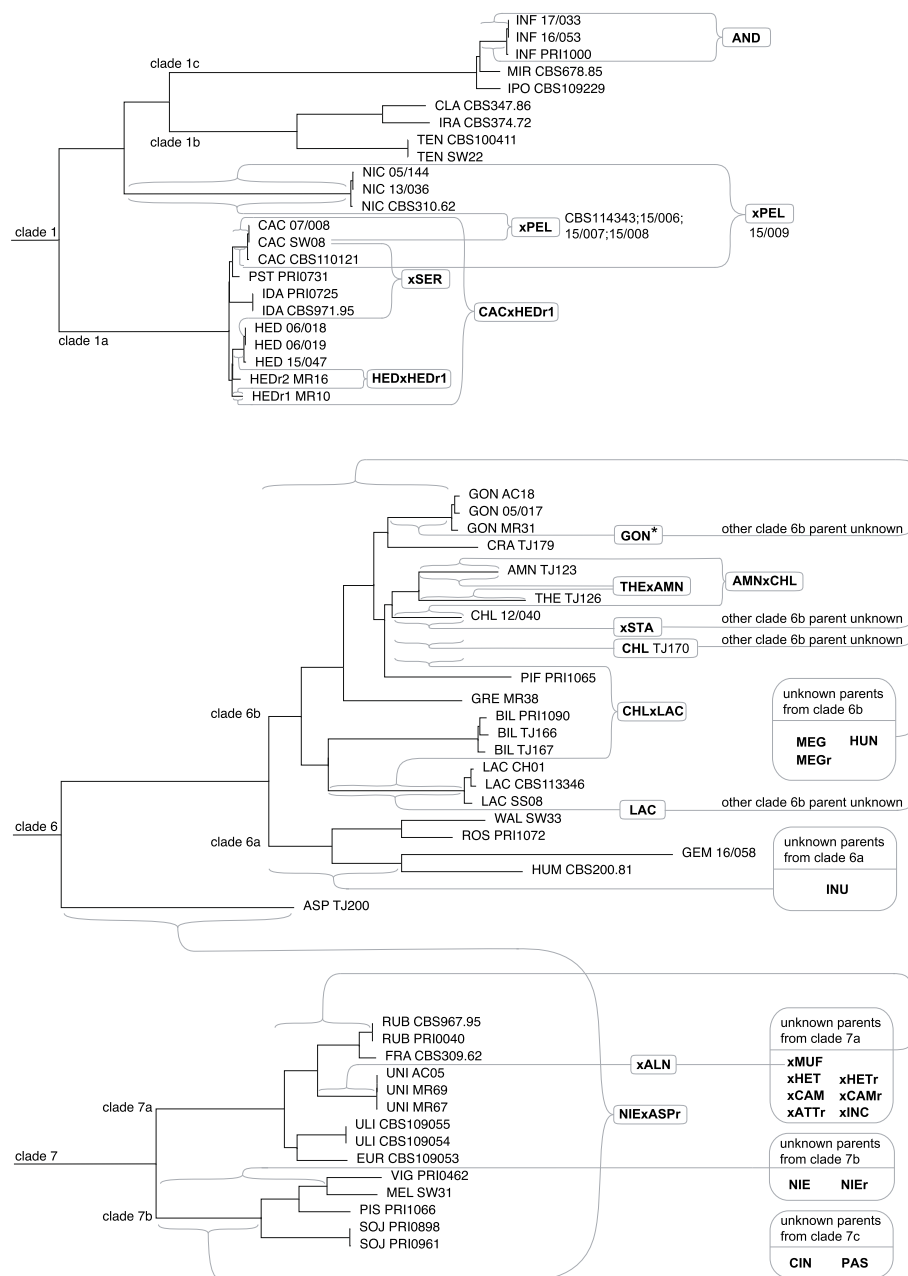 INF 17/033
INF 16/053
AND
INF PRI1000
clade 1c
MIR CBS678.85
IPO CBS109229
CLA CBS347.86
IRA CBS374.72
clade 1b
TEN CBS100411
TEN SW22
NIC 05/144
NIC 13/036
NIC CBS310.62
xPEL
CBS114343;15/006;
15/007;15/008
xPEL
15/009
clade 1
CAC 07/008
CAC SW08
CAC CBS110121
PST PRI0731
xSER
IDA PRI0725
IDA CBS971.95
CACxHEDr1
HED 06/018
clade 1a
HED 06/019
HED 15/047
HEDr2 MR16
HEDxHEDr1
HEDr1 MR10
GON AC18
GON 05/017
GON MR31
GON*
other clade 6b parent unknown
CRA TJ179
AMN TJ123
THExAMN
AMNxCHL
THE TJ126
CHL 12/040
xSTA
other clade 6b parent unknown
CHL TJ170
other clade 6b parent unknown
PIF PRI1065
GRE MR38
CHLxLAC
unknown parents
from clade 6b
MEG HUN
MEGr
clade 6b
BIL PRI1090
BIL TJ166
BIL TJ167
LAC CH01
LAC CBS113346
LAC SS08
LAC
other clade 6b parent unknown
WAL SW33
clade 6
ROS PRI1072
clade 6a
GEM 16/058
HUM CBS200.81
unknown parents
from clade 6a
INU
ASP TJ200
RUB CBS967.95
RUB PRI0040
FRA CBS309.62
UNI AC05
xALN
UNI MR69
UNI MR67
unknown parents
from clade 7a
xMUF
xHET xHETr
xCAM xCAMr
xATTr xINC
clade 7a
NIExASPr
ULI CBS109055
ULI CBS109054
clade 7
EUR CBS109053
VIG PRI0462
MEL SW31
unknown parents
from clade 7b
NIE NIEr
clade 7b
PIS PRI1066
SOJ PRI0898
SOJ PRI0961
unknown parents
from clade 7c
CIN PAS